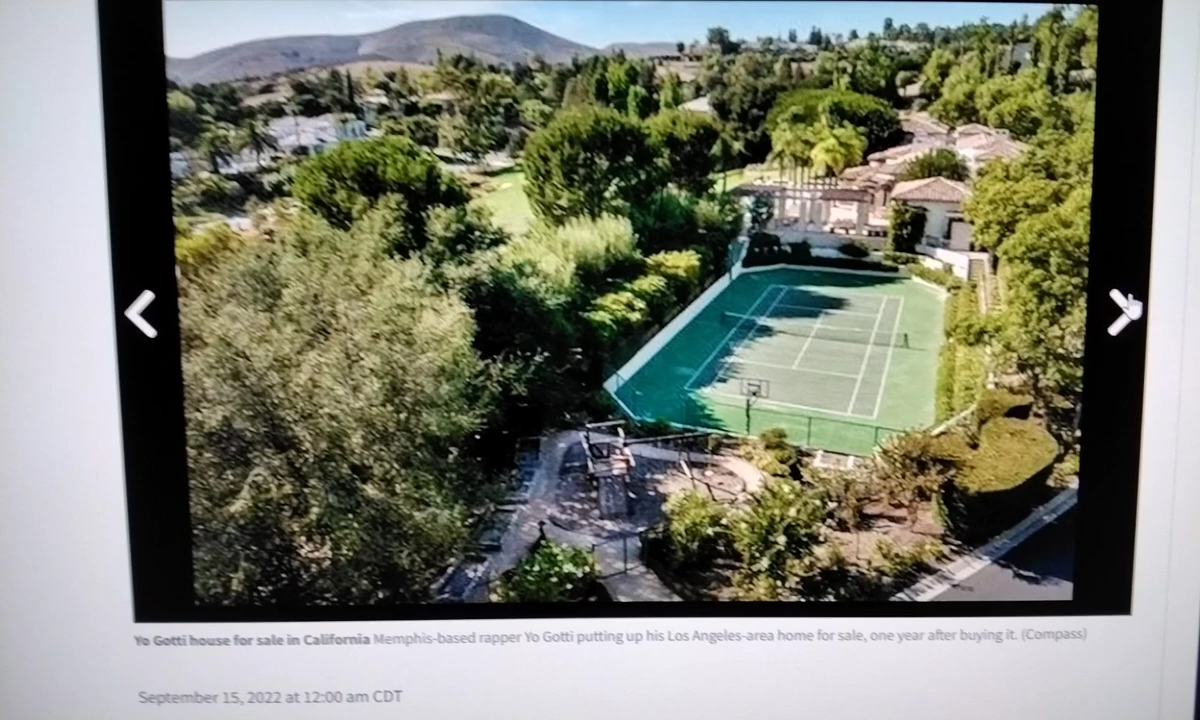 Yo Gotti house for sale in California Memphis-based rapper Yo Gotti putting up his Los Angeles-area home for sale, one year after buying it. (Compass)
September 15, 2022 at 12:00 am CDT